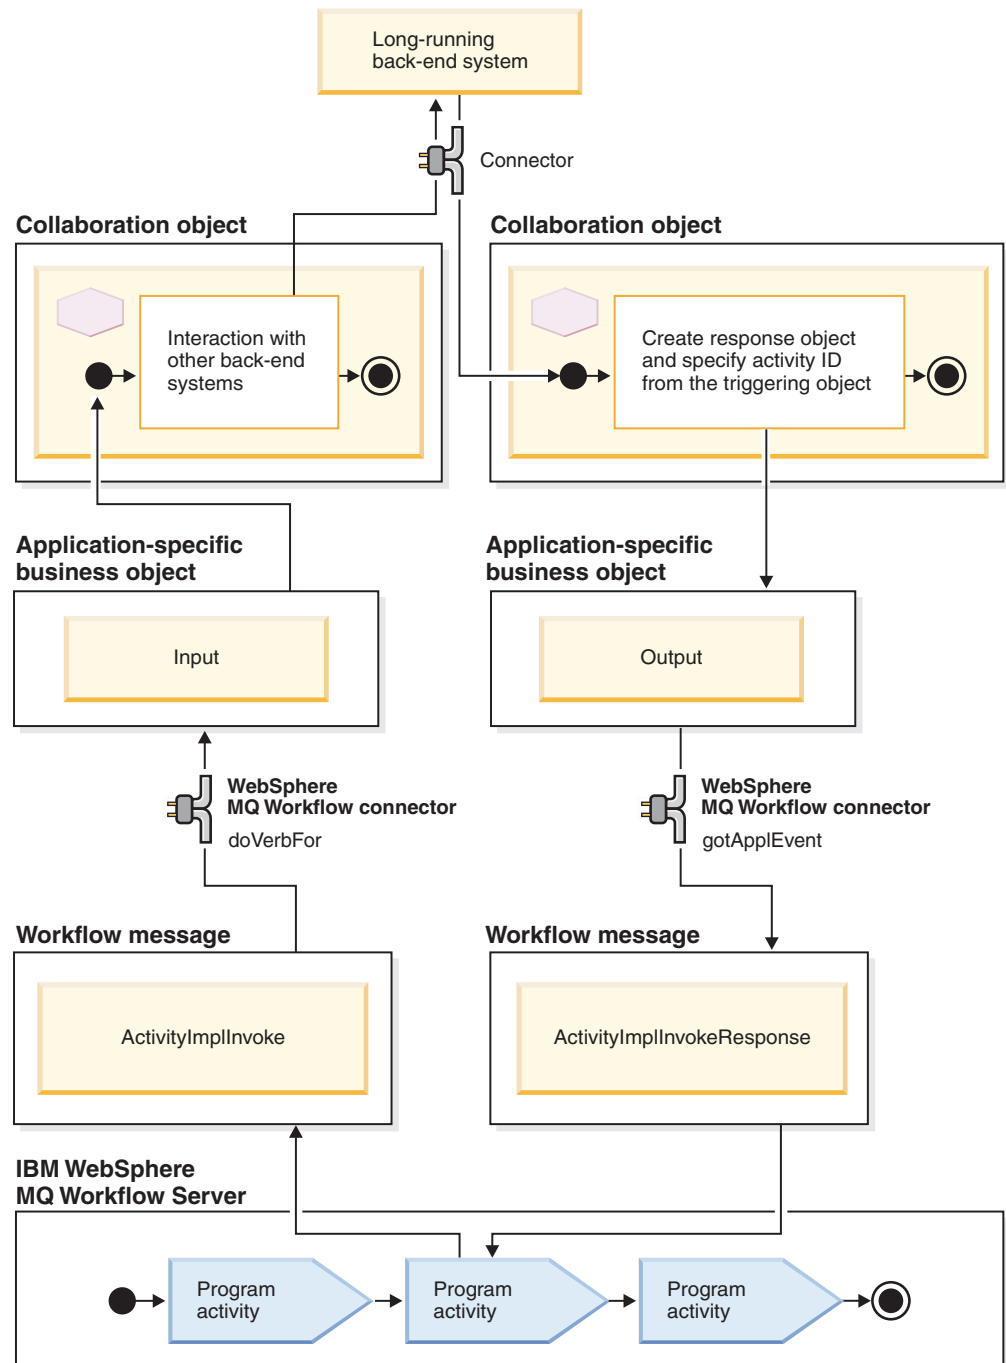 Long-running
back-end system
Connector
Collaboration object
Collaboration object
Interaction with
other back-end
systems
Create response object
and specify activity ID
from the triggering object
Application-specific
business object
Application-specific
business object
Input
Output
WebSphere
MQ Workflow connector
doVerbFor
WebSphere
MQ Workflow connector
gotApplEvent
Workflow message
Workflow message
ActivityImplInvoke
ActivityImplInvokeResponse
IBM WebSphere
MQ Workflow Server
Program
activity
Program
activity
Program
activity